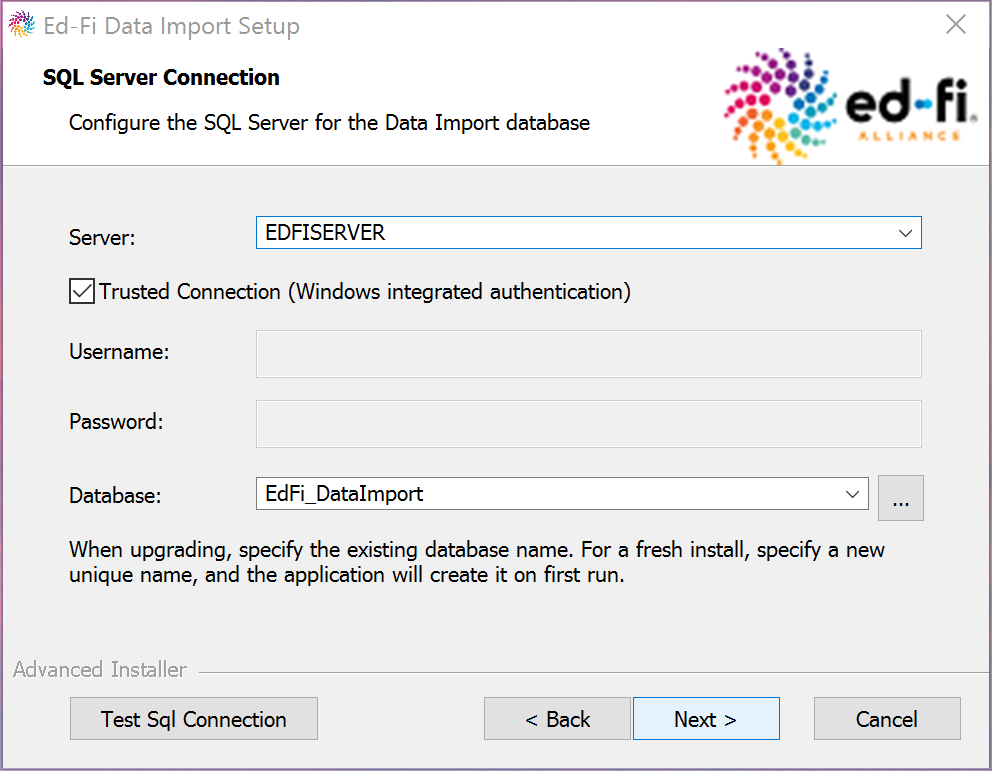 Ed-Fi Data Import Setup
SQL Server Connection
Configure the SQL Server for the Data Import database
ed-fi®
ALLIANCE
Server:
EDFISERVER
Trusted Connection (Windows integrated authentication)
Username:
Password:
Database:
EdFi_DataImport
...
When upgrading, specify the existing database name. For a fresh install, specify a new
unique name, and the application will create it on first run.
Advanced Installer
Test Sql Connection
< Back
Next >
Cancel